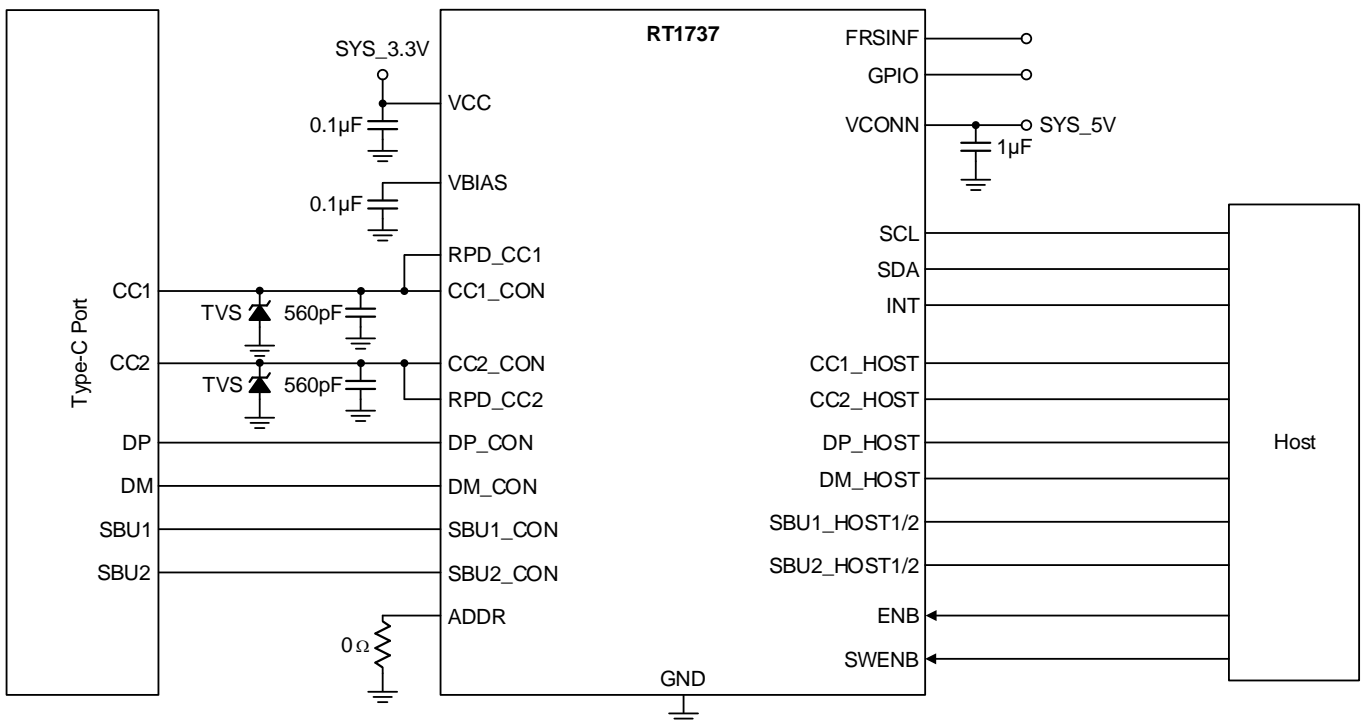 RT1737
SYS_3.3V
VCC
0.1µF
VBIAS
0.1µF
RPD_CC1
CC1
CC1_CON
TVS
560pF
CC2
CC2_CON
TVS
560pF
RPD_CC2
Type-C Port
DP
DP_CON
DM
DM_CON
SBU1
SBU1_CON
SBU2
SBU2_CON
ADDR
0Ω
GND
FRSINF
GPIO
VCONN
SYS_5V
1µF
SCL
SDA
INT
CC1_HOST
CC2_HOST
DP_HOST
DM_HOST
SBU1_HOST1/2
SBU2_HOST1/2
ENB
SWENB
Host